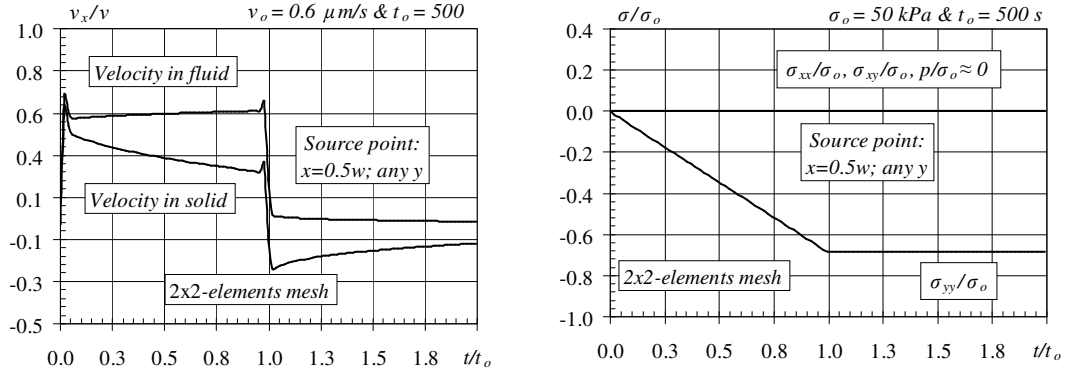 v_x/v
v_o = 0.6 μm/s & t_o = 500
1.0
0.8
0.6
0.4
0.1
-0.1
-0.3
-0.5
Velocity in fluid
Source point:
x=0.5w; any y
Velocity in solid
2x2-elements mesh
0.0 0.3 0.5 0.8 1.0 1.3 1.5 1.8 t/t_o
σ/σ_o
σ_o = 50 kPa & t_o = 500 s
0.4
0.2
0.0
-0.2
-0.4
-0.6
-0.8
-1.0
σ_xx/σ_o, σ_xy/σ_o, p/σ_o ≈ 0
Source point:
x=0.5w; any y
2x2-elements mesh
σ_yy/σ_o
0.0 0.3 0.5 0.8 1.0 1.3 1.5 1.8 t/t_o